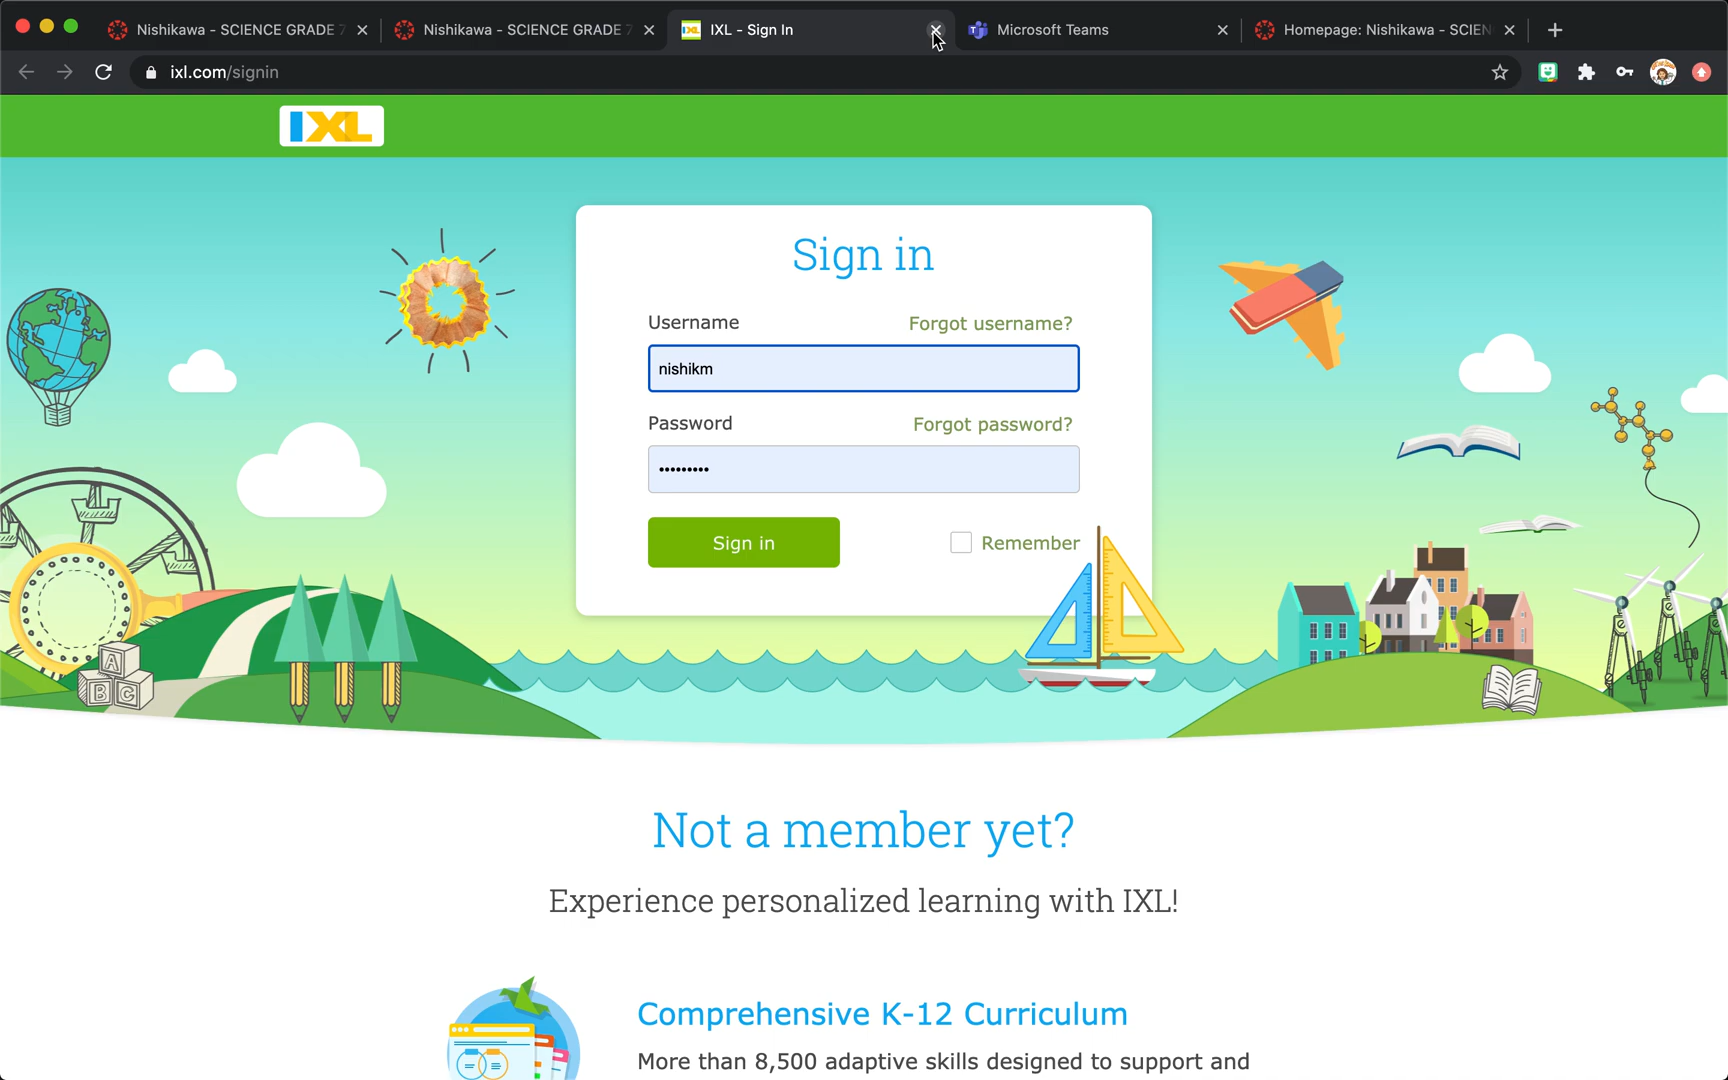 Nishikawa - SCIENCE GRADE 7
Nishikawa - SCIENCE GRADE 7
IXL - Sign In
Microsoft Teams
Homepage: Nishikawa - SCIEN
ixl.com/signin
IXL
Sign in
Username
Forgot username?
nishikm
Password
Forgot password?
•••••••••
Sign in
Remember
A
B
C
Not a member yet?
Experience personalized learning with IXL!
Comprehensive K-12 Curriculum
More than 8,500 adaptive skills designed to support and